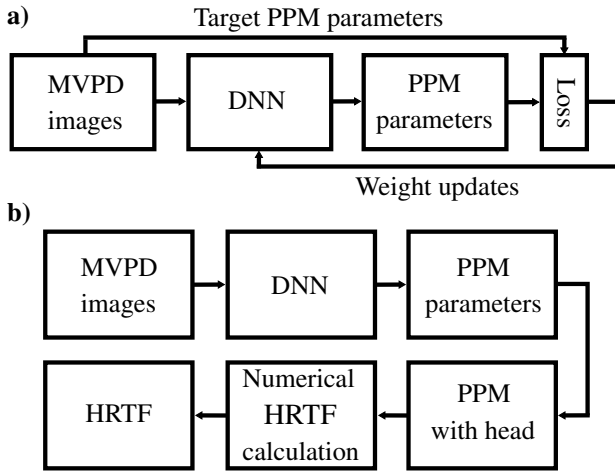 a)
Target PPM parameters
MVPD
images
DNN
PPM
parameters
Loss
Weight updates
b)
MVPD
images
DNN
PPM
parameters
HRTF
Numerical
HRTF
calculation
PPM
with head